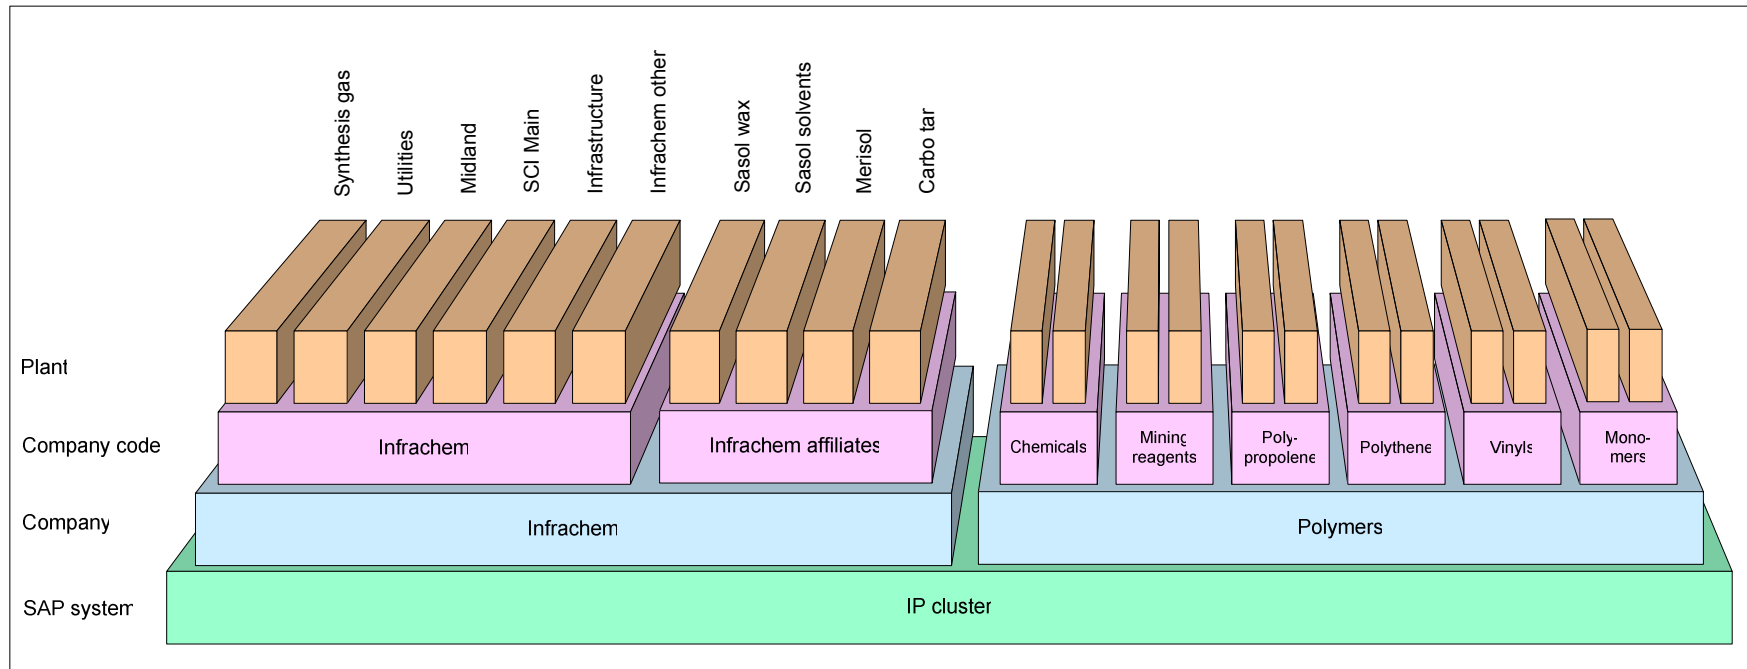 Synthesis gas
Utilities
Midland
SCI Main
Infrastructure
Infrachem other
Sasol wax
Sasol solvents
Merisol
Carbo tar
Plant
Company code
Infrachem
Infrachem affiliates
Chemicals
Mining
reagents
Poly-
propolene
Polythene
Vinyls
Mono-
mers
Company
Infrachem
Polymers
SAP system
IP cluster